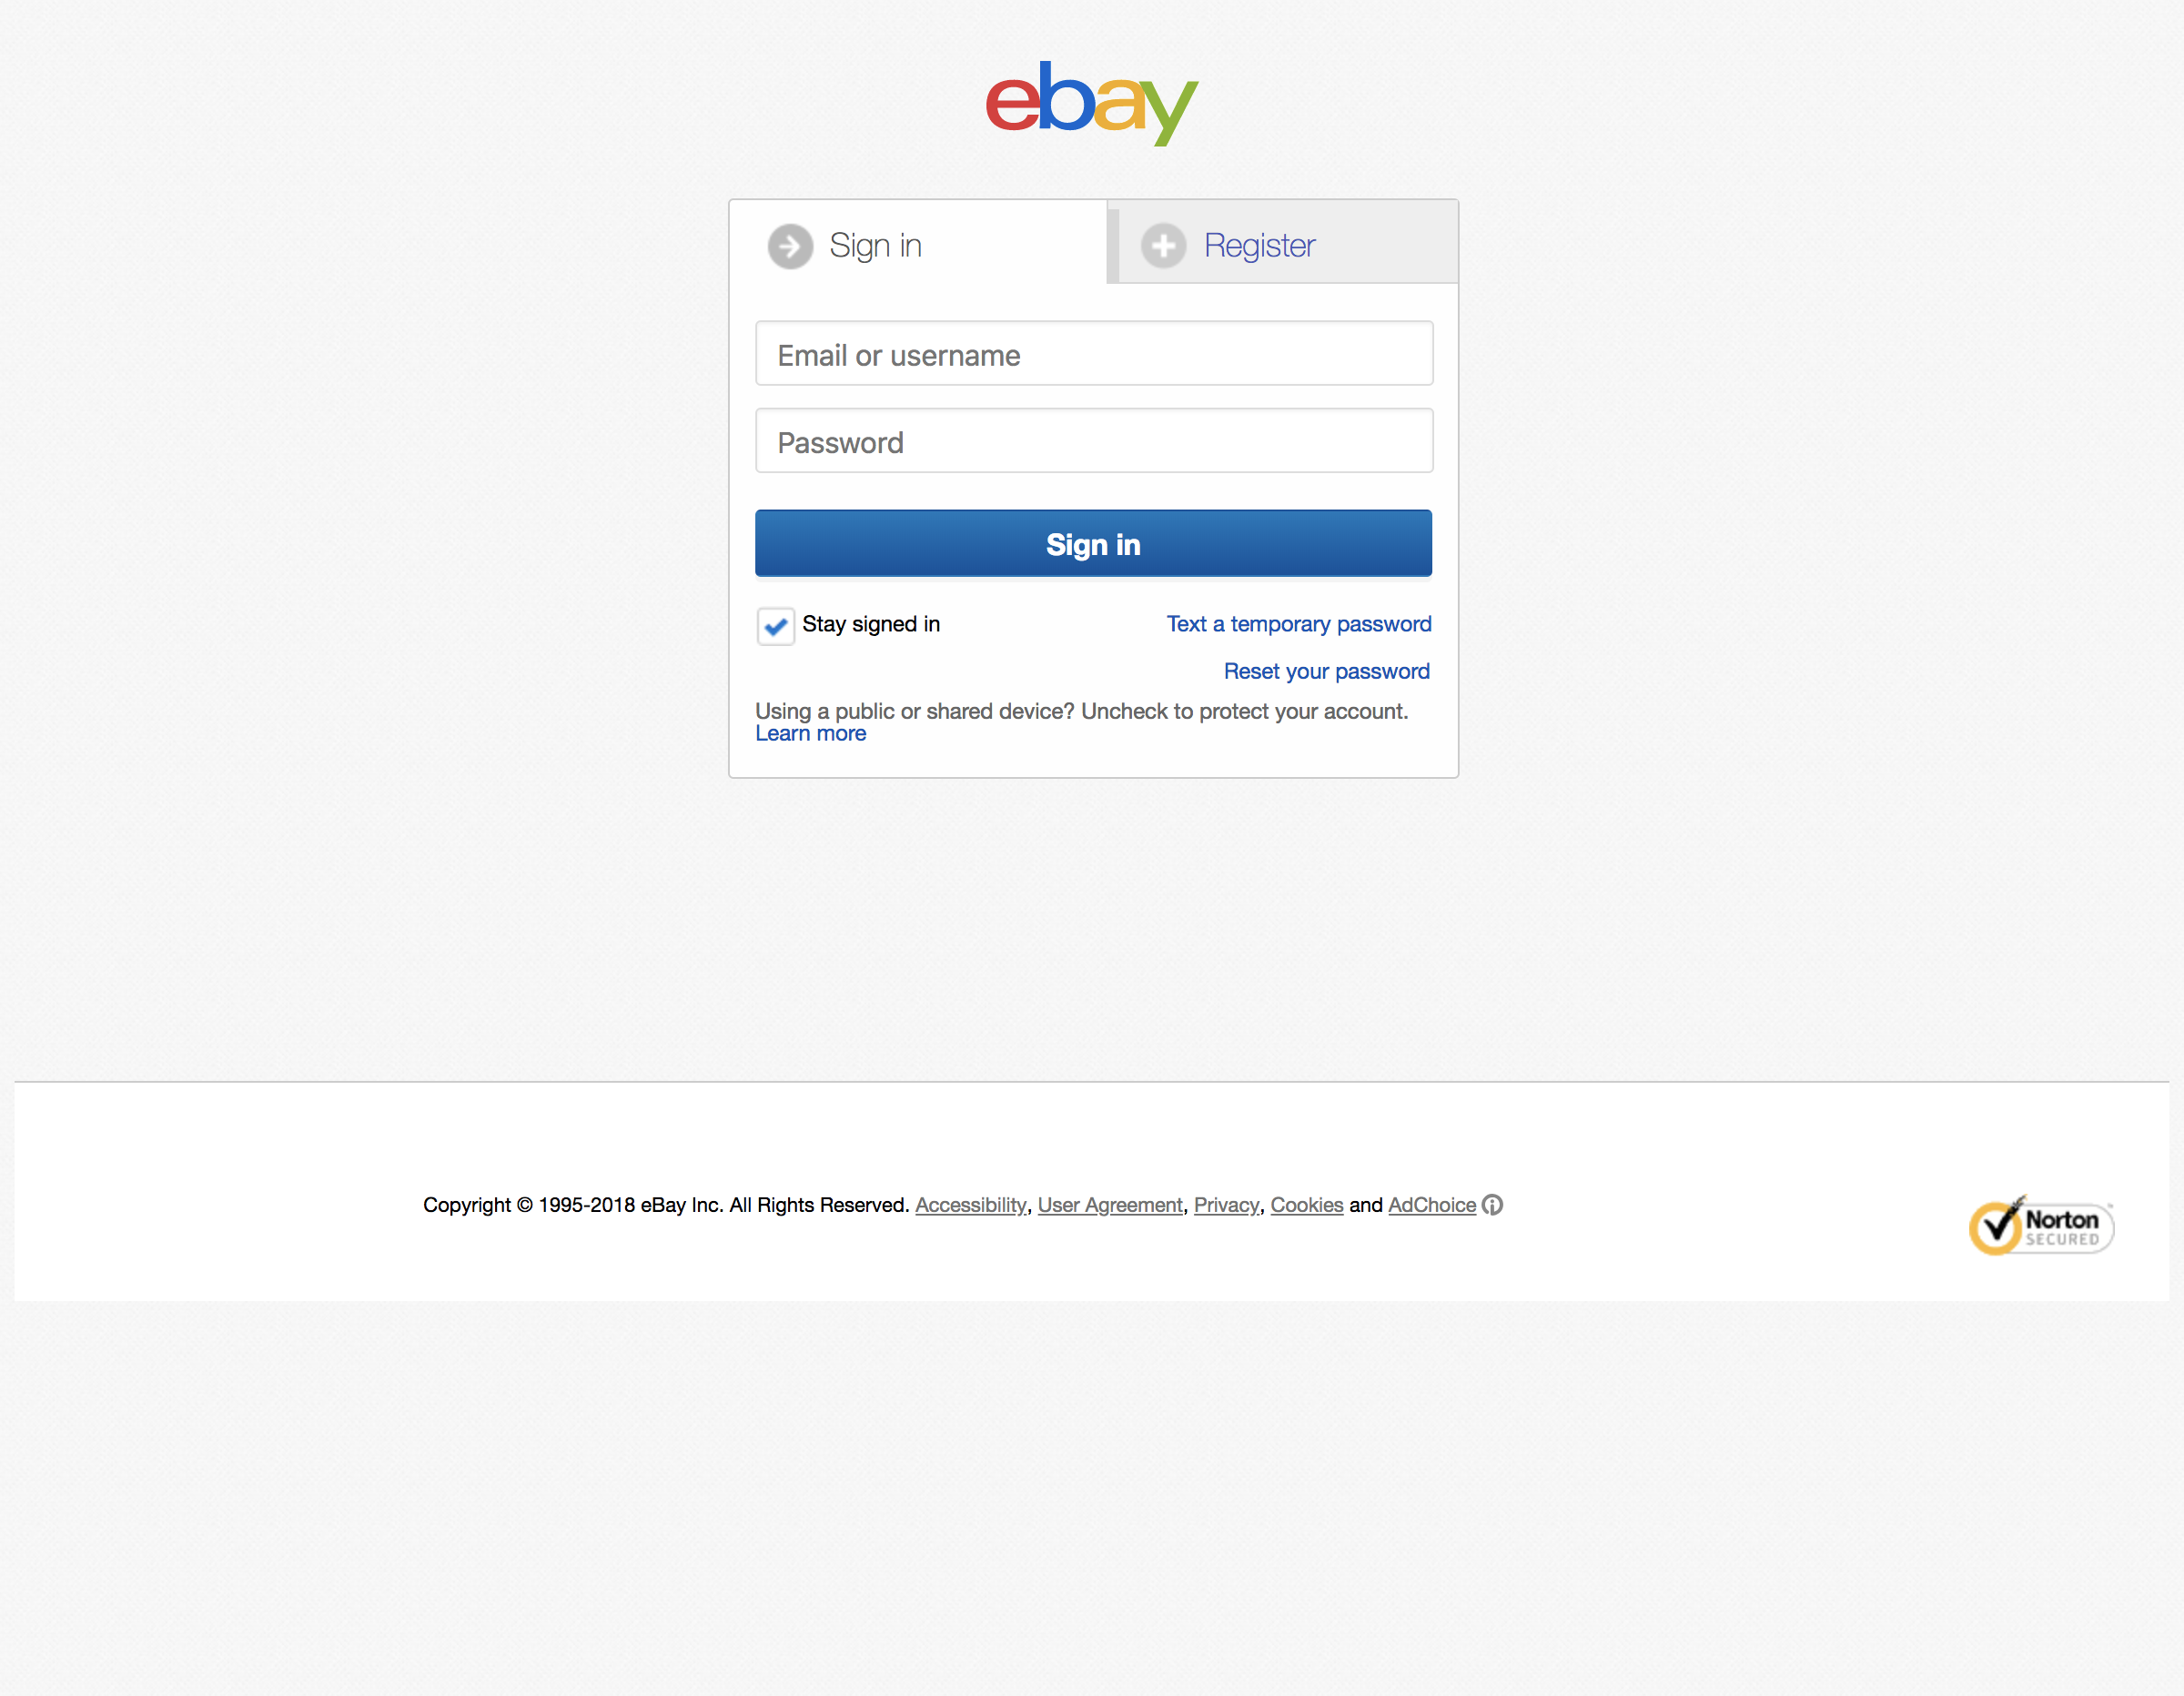 ebay
Sign in
Register
Email or username
Password
Sign in
Stay signed in
Text a temporary password
Reset your password
Using a public or shared device? Uncheck to protect your account.
Learn more
Copyright © 1995-2018 eBay Inc. All Rights Reserved. Accessibility, User Agreement, Privacy, Cookies and AdChoice
Norton
SECURED